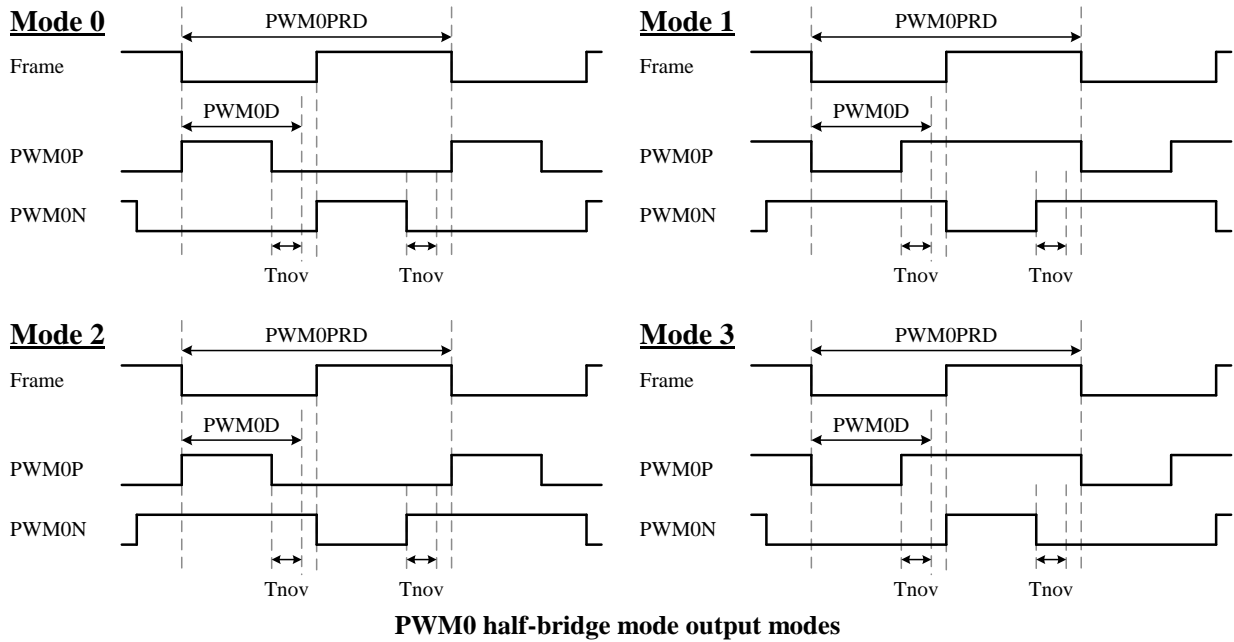 Mode 0
PWM0PRD
Frame
PWM0D
PWM0P
PWM0N
Tnov
Tnov
Mode 1
PWM0PRD
Frame
PWM0D
PWM0P
PWM0N
Tnov
Tnov
Mode 2
PWM0PRD
Frame
PWM0D
PWM0P
PWM0N
Tnov
Tnov
Mode 3
PWM0PRD
Frame
PWM0D
PWM0P
PWM0N
Tnov
Tnov
PWM0 half-bridge mode output modes